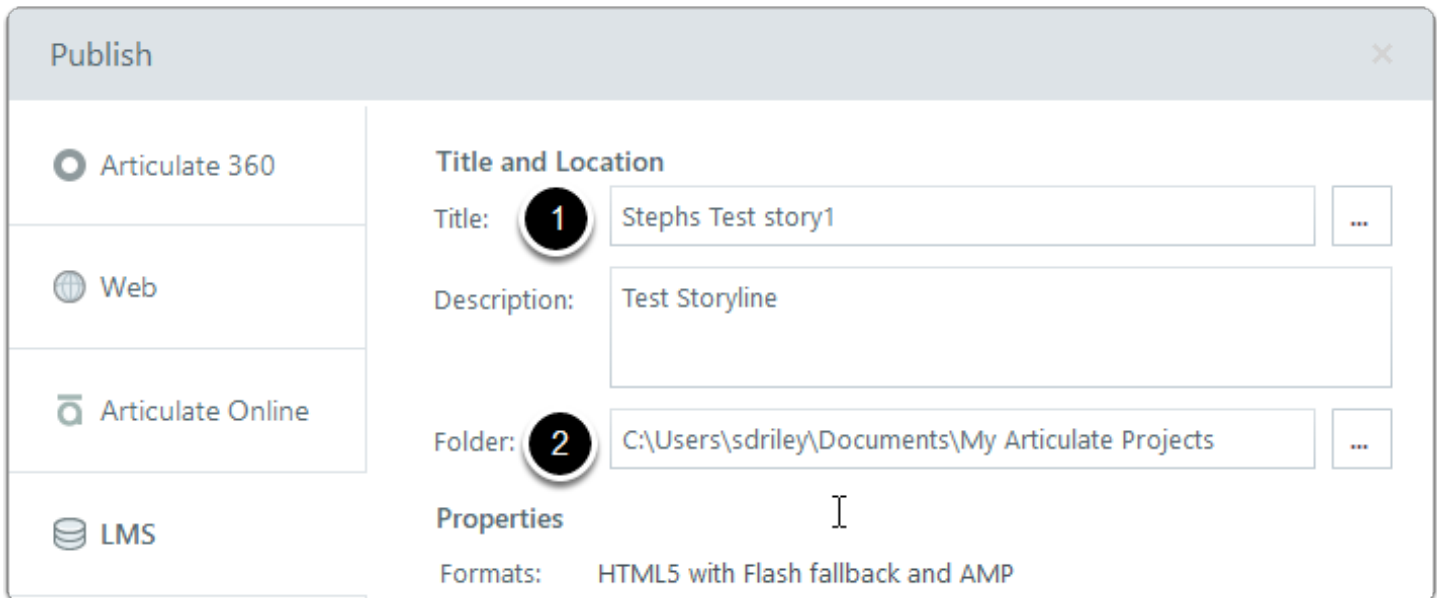 Publish
Articulate 360
Web
Articulate Online
LMS
Title and Location
Title: 1 Stephs Test story1 ...
Description: Test Storyline
Folder: 2 C:\Users\sdriley\Documents\My Articulate Projects ...
Properties
Formats: HTML5 with Flash fallback and AMP